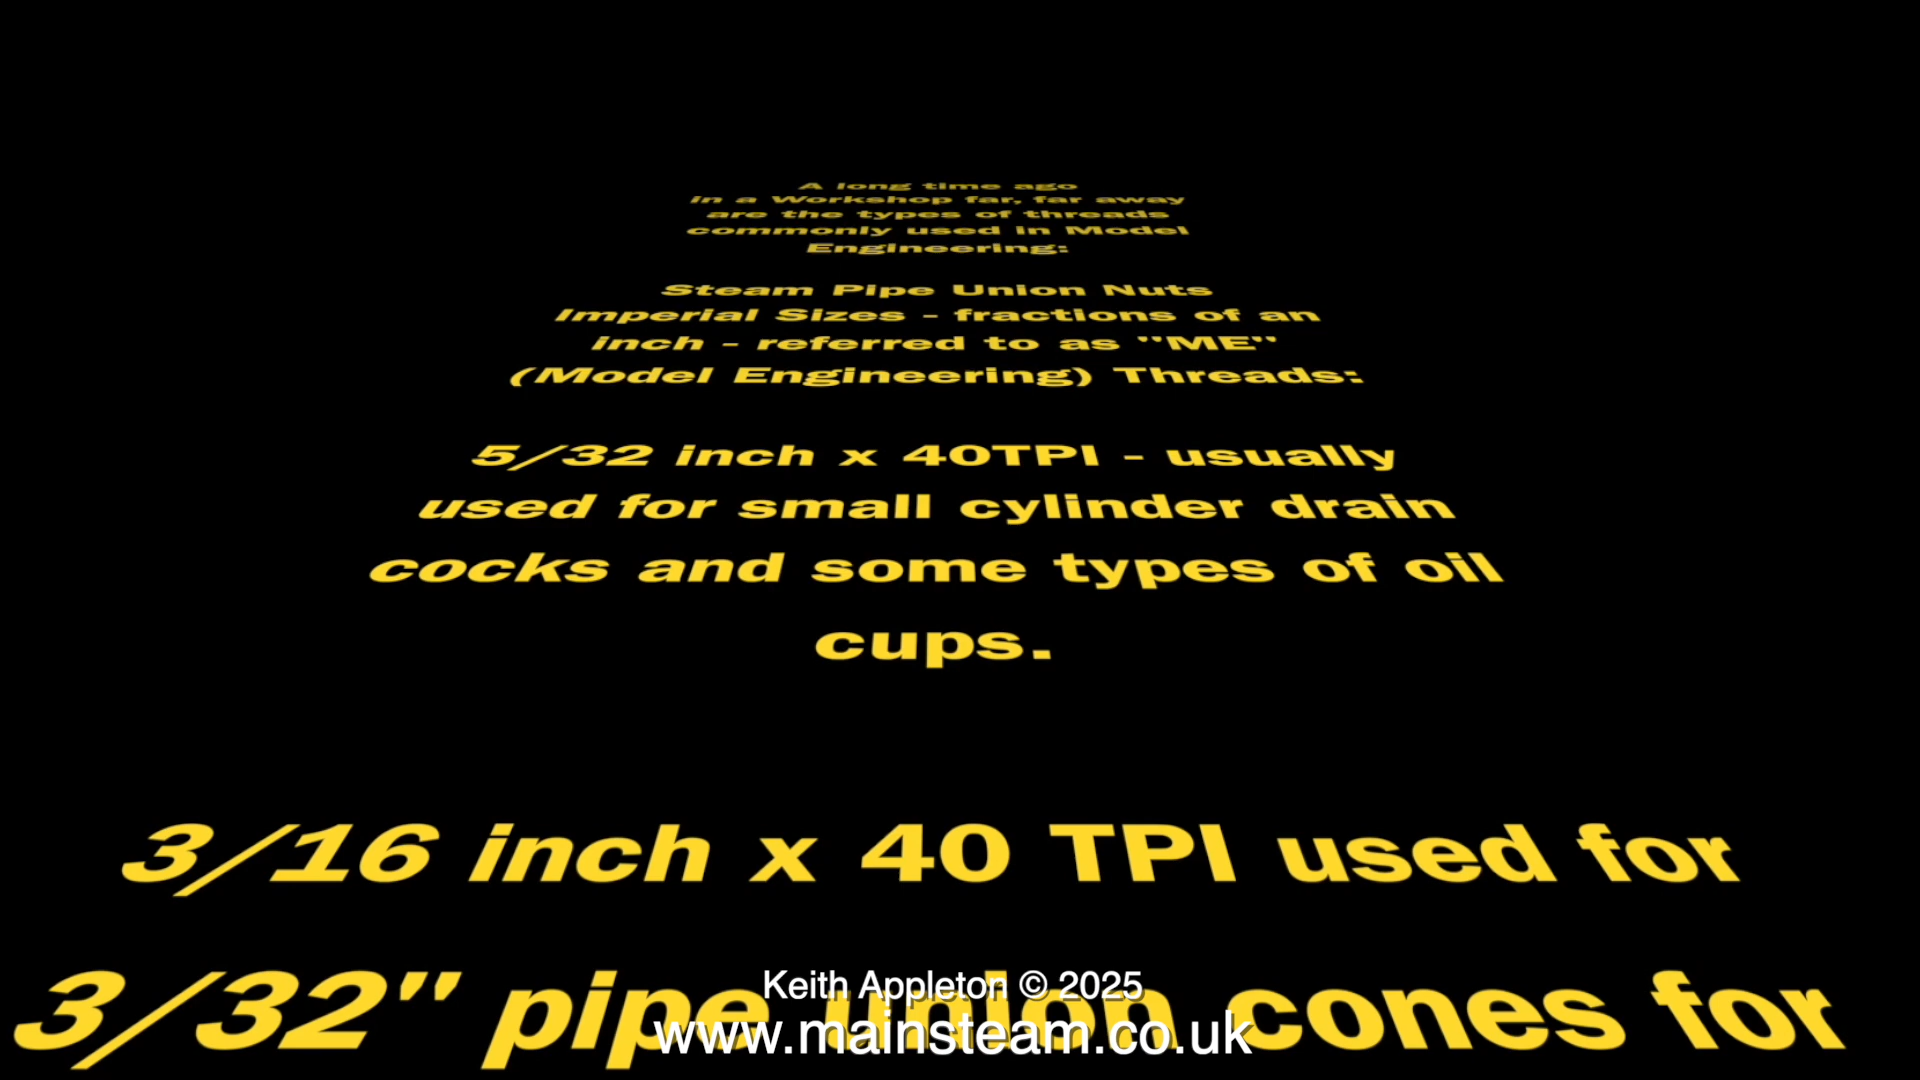 A long time ago
in a Workshop far, far away
are the types of threads
commonly used in Model
Engineering:
Steam Pipe Union Nuts
Imperial Sizes - fractions of an
inch - referred to as "ME"
(Model Engineering) Threads:
5/32 inch x 40TPI - usually
used for small cylinder drain
cocks and some types of oil
cups.
3/16 inch x 40 TPI used for
3/32" pipe union cones for
Keith Appleton © 2025
www.mainsteam.co.uk